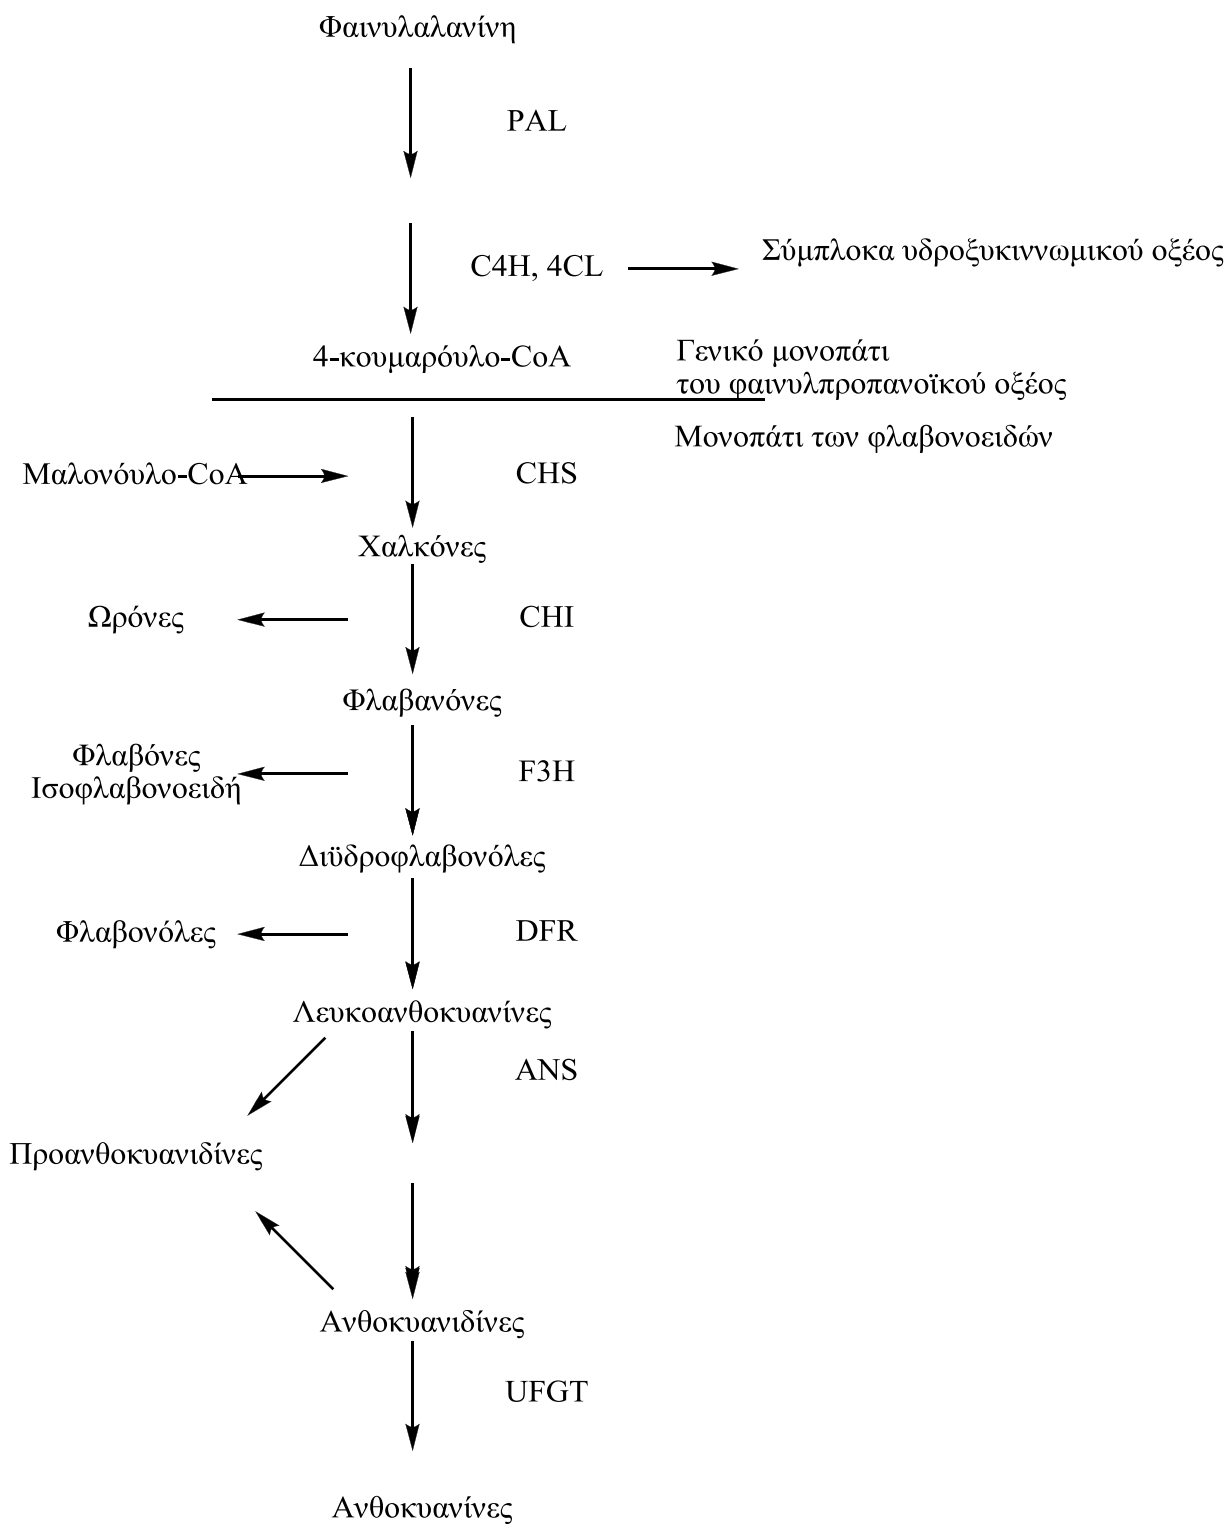 Φαινυλαλανίνη
PAL
C4H, 4CL
Σύμπλοκα υδροξυκιννωμικού οξέος
4-κουμαρόυλο-CoA
Γενικό μονοπάτι
του φαινυλπροπανοϊκού οξέος
Μονοπάτι των φλαβονοειδών
Μαλονόυλο-CoA
CHS
Χαλκόνες
Ωρόνες
CHI
Φλαβανόνες
Φλαβόνες
Ισοφλαβονοειδή
F3H
Διϋδροφλαβονόλες
Φλαβονόλες
DFR
Λευκοανθοκυανίνες
ANS
Προανθοκυανιδίνες
Ανθοκυανιδίνες
UFGT
Ανθοκυανίνες